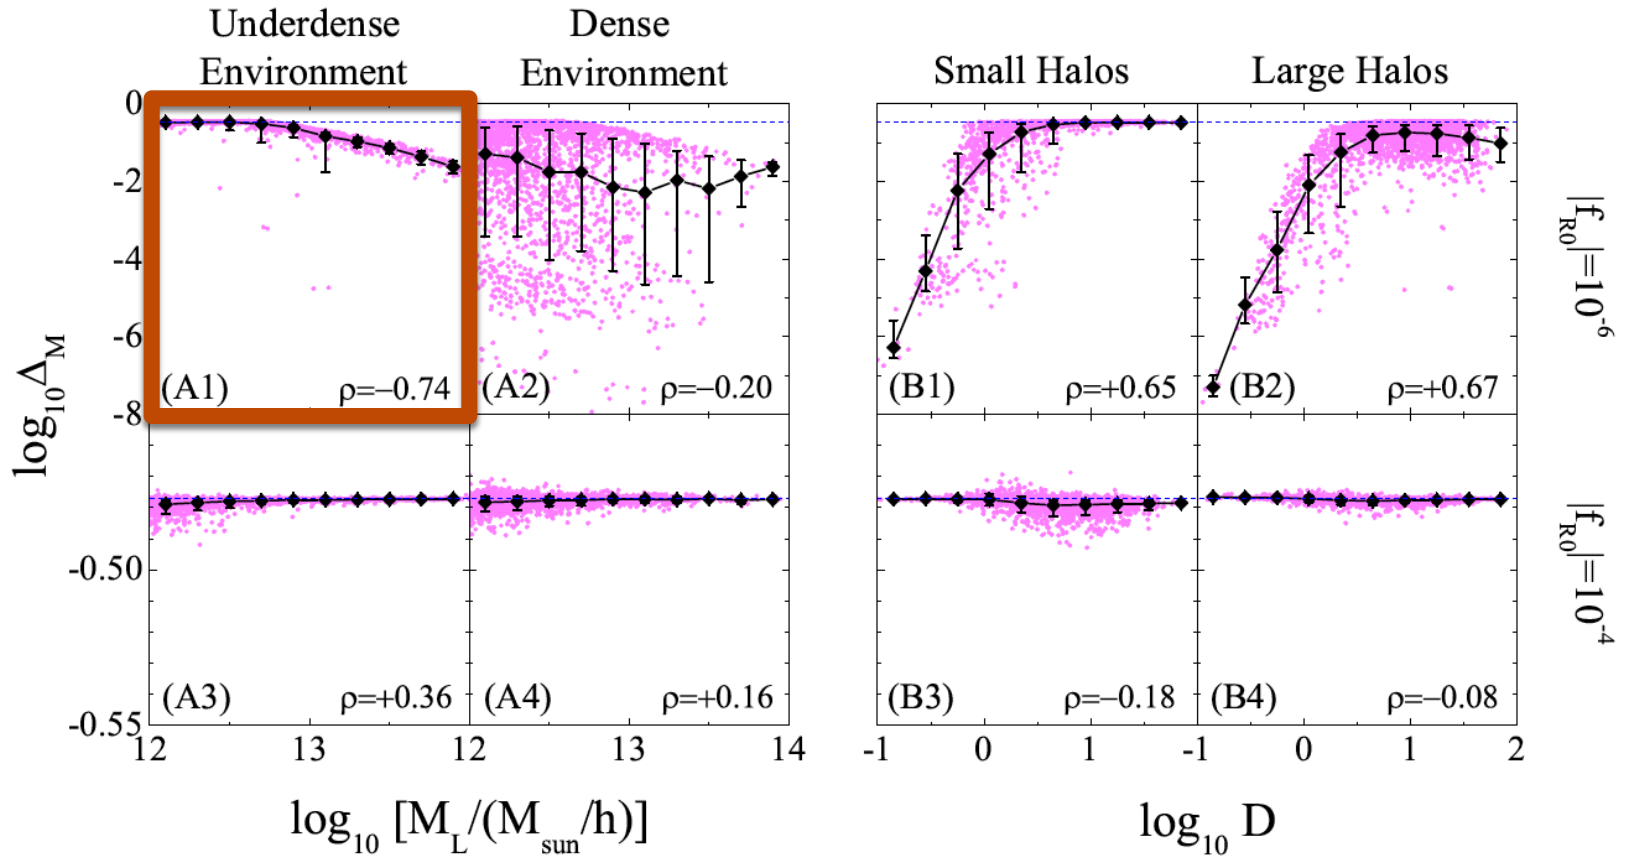 Underdense
Environment
Dense
Environment
Small Halos
Large Halos
0
-2
-4
-6
-8
-0.50
-0.55
log10ΔM
(A1)
ρ=−0.74
(A2)
ρ=−0.20
(B1)
ρ=+0.65
(B2)
ρ=+0.67
|fR0|=10-6
(A3)
ρ=+0.36
(A4)
ρ=+0.16
(B3)
ρ=−0.18
(B4)
ρ=−0.08
|fR0|=10-4
12
13
12
13
14
-1
0
1
-1
0
1
2
log10 [ML/(Msun/h)]
log10 D